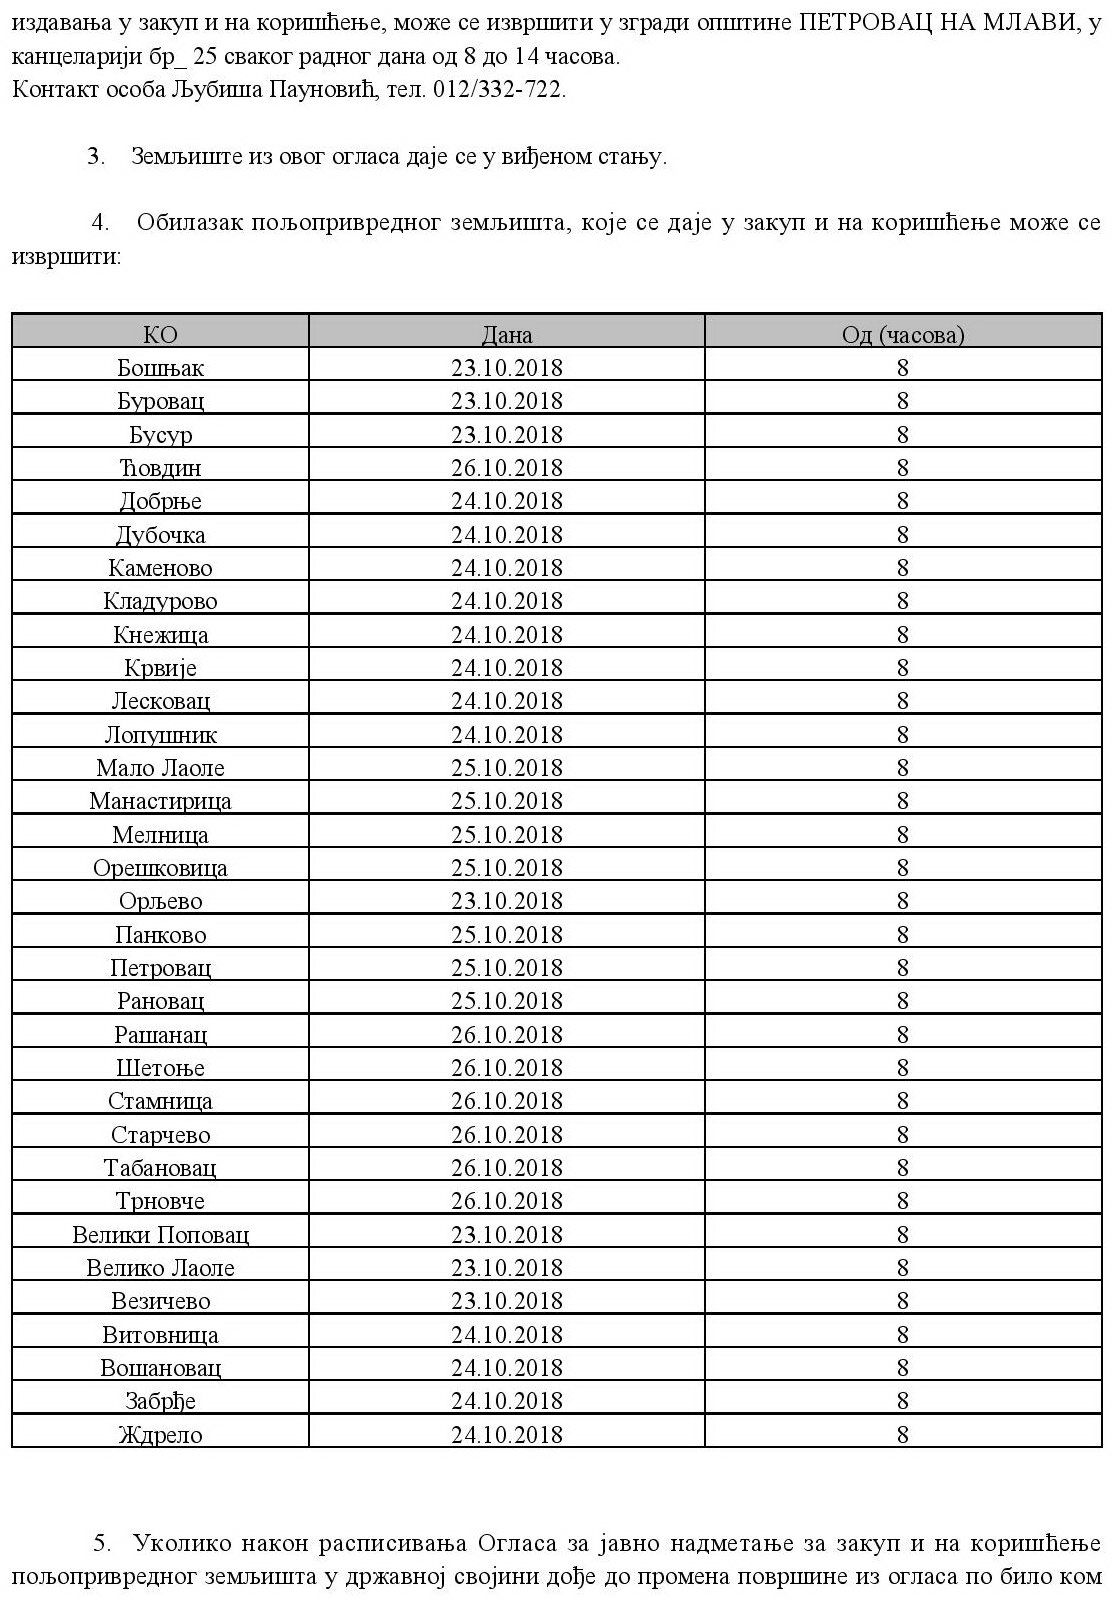 издавања у закуп и на коришћење, може се извршити у згради општине ПЕТРОВАЦ НА МЛАВИ, у
канцеларији бр_ 25 сваког радног дана од 8 до 14 часова.
Контакт особа Љубиша Пауновић, тел. 012/332-722.
3. Земљиште из овог огласа даје се у виђеном стању.
4. Обилазак пољопривредног земљишта, које се даје у закуп и на коришћење може се
извршити:
КО Дана Од (часова)
Бошњак 23.10.2018 8
Буровац 23.10.2018 8
Бусур 23.10.2018 8
Ћовдин 26.10.2018 8
Добрње 24.10.2018 8
Дубочка 24.10.2018 8
Каменово 24.10.2018 8
Кладурово 24.10.2018 8
Кнежица 24.10.2018 8
Крвије 24.10.2018 8
Лесковац 24.10.2018 8
Лопушник 24.10.2018 8
Мало Лаоле 25.10.2018 8
Манастирица 25.10.2018 8
Мелница 25.10.2018 8
Орешковица 25.10.2018 8
Орљево 23.10.2018 8
Панково 25.10.2018 8
Петровац 25.10.2018 8
Рановац 25.10.2018 8
Рашанац 26.10.2018 8
Шетоње 26.10.2018 8
Стамница 26.10.2018 8
Старчево 26.10.2018 8
Табановац 26.10.2018 8
Трновче 26.10.2018 8
Велики Поповац 23.10.2018 8
Велико Лаоле 23.10.2018 8
Везичево 23.10.2018 8
Витовница 24.10.2018 8
Вошановац 24.10.2018 8
Забрђе 24.10.2018 8
Ждрело 24.10.2018 8
5. Уколико након расписивања Огласа за јавно надметање за закуп и на коришћење
пољопривредног земљишта у државној својини дође до промена површине из огласа по било ком